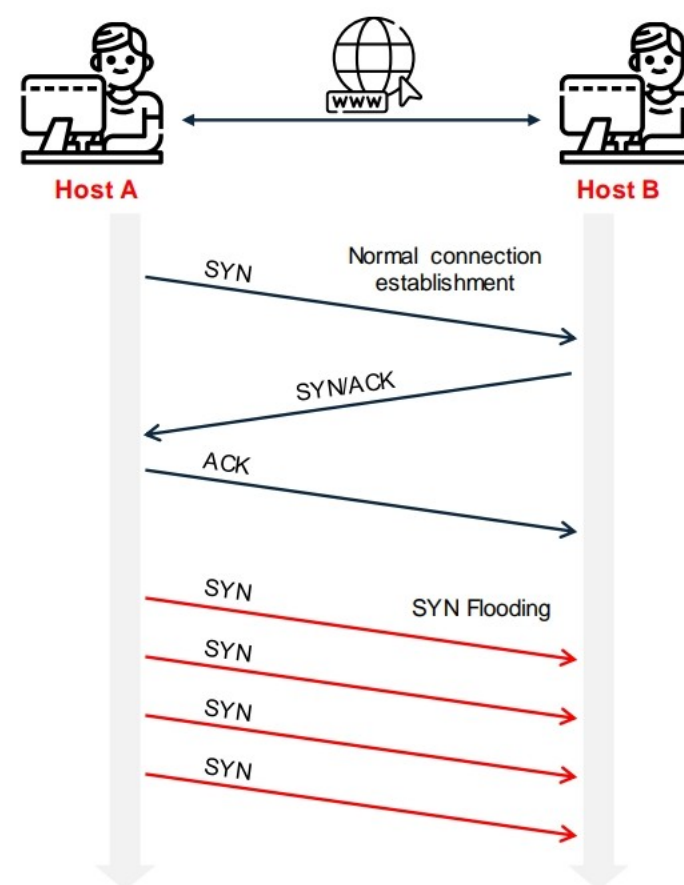 WWW
Host A
Host B
Normal connection
establishment
SYN
SYN/ACK
ACK
SYN
SYN Flooding
SYN
SYN
SYN